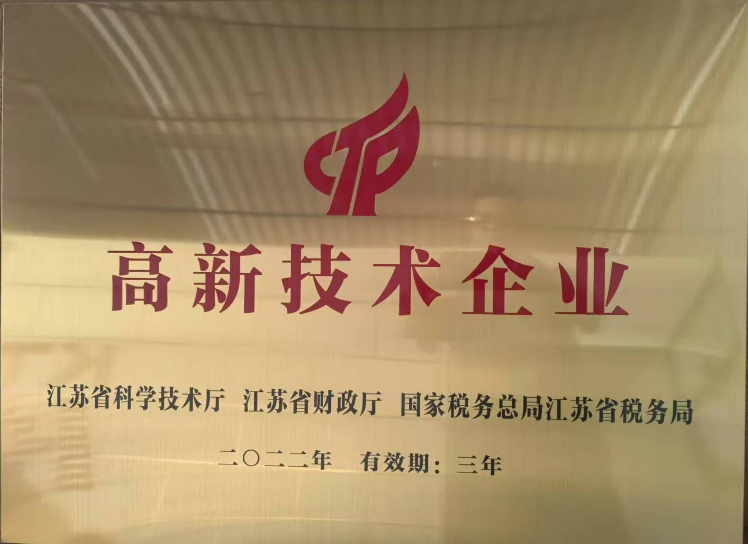 高新技术企业
江苏省科学技术厅 江苏省财政厅 国家税务总局江苏省税务局
二〇二二年 有效期：三年